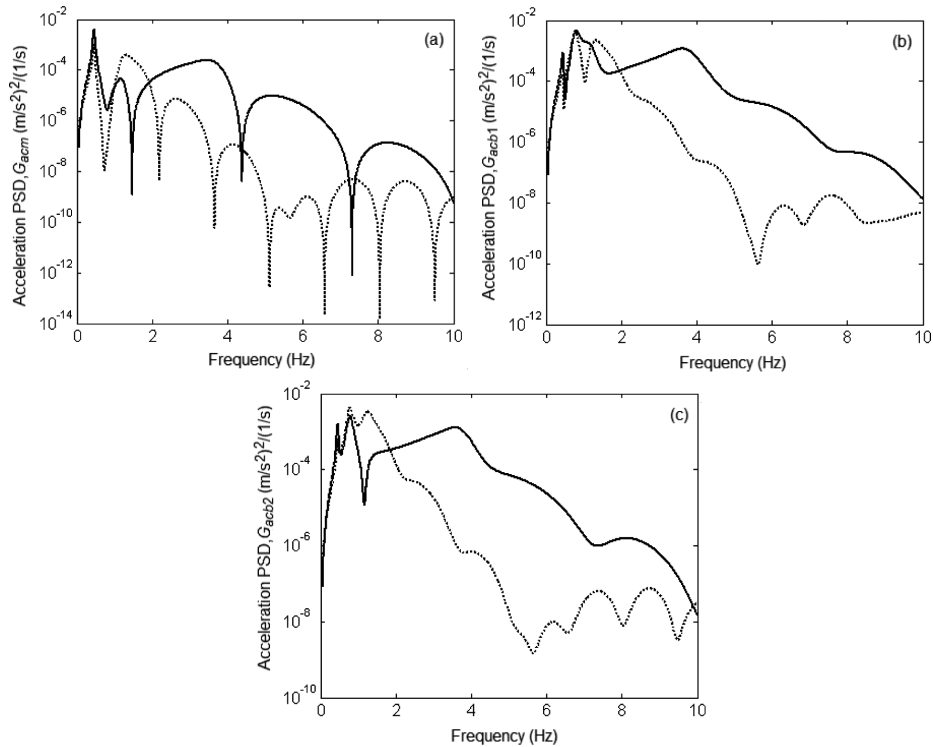 (a)
Acceleration PSD, G_acm (m/s²)²/(1/s)
10⁻²
10⁻⁴
10⁻⁶
10⁻⁸
10⁻¹⁰
10⁻¹²
10⁻¹⁴
0 2 4 6 8 10
Frequency (Hz)
(b)
Acceleration PSD, G_acb1 (m/s²)²/(1/s)
10⁻²
10⁻⁴
10⁻⁶
10⁻⁸
10⁻¹⁰
10⁻¹²
0 2 4 6 8 10
Frequency (Hz)
(c)
Acceleration PSD, G_acb2 (m/s²)²/(1/s)
10⁻²
10⁻⁴
10⁻⁶
10⁻⁸
10⁻¹⁰
0 2 4 6 8 10
Frequency (Hz)